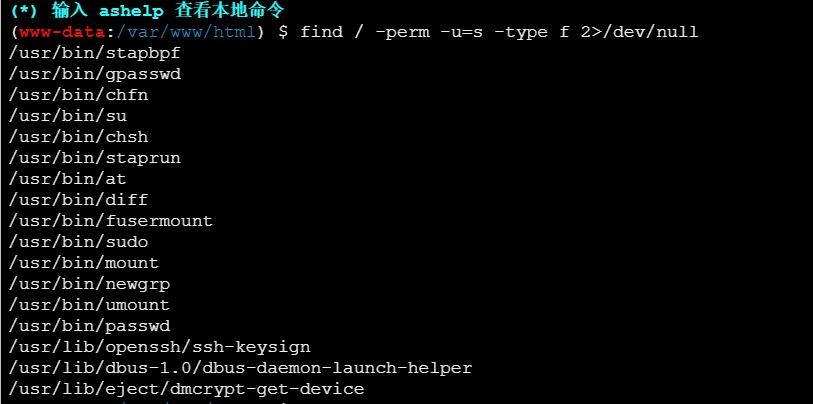 (*) 输入 ashelp 查看本地命令
(www-data:/var/www/html) $ find / -perm -u=s -type f 2>/dev/null
/usr/bin/stapbpf
/usr/bin/gpasswd
/usr/bin/chfn
/usr/bin/su
/usr/bin/chsh
/usr/bin/staprun
/usr/bin/at
/usr/bin/diff
/usr/bin/fusermount
/usr/bin/sudo
/usr/bin/mount
/usr/bin/newgrp
/usr/bin/umount
/usr/bin/passwd
/usr/lib/openssh/ssh-keysign
/usr/lib/dbus-1.0/dbus-daemon-launch-helper
/usr/lib/eject/dmcrypt-get-device